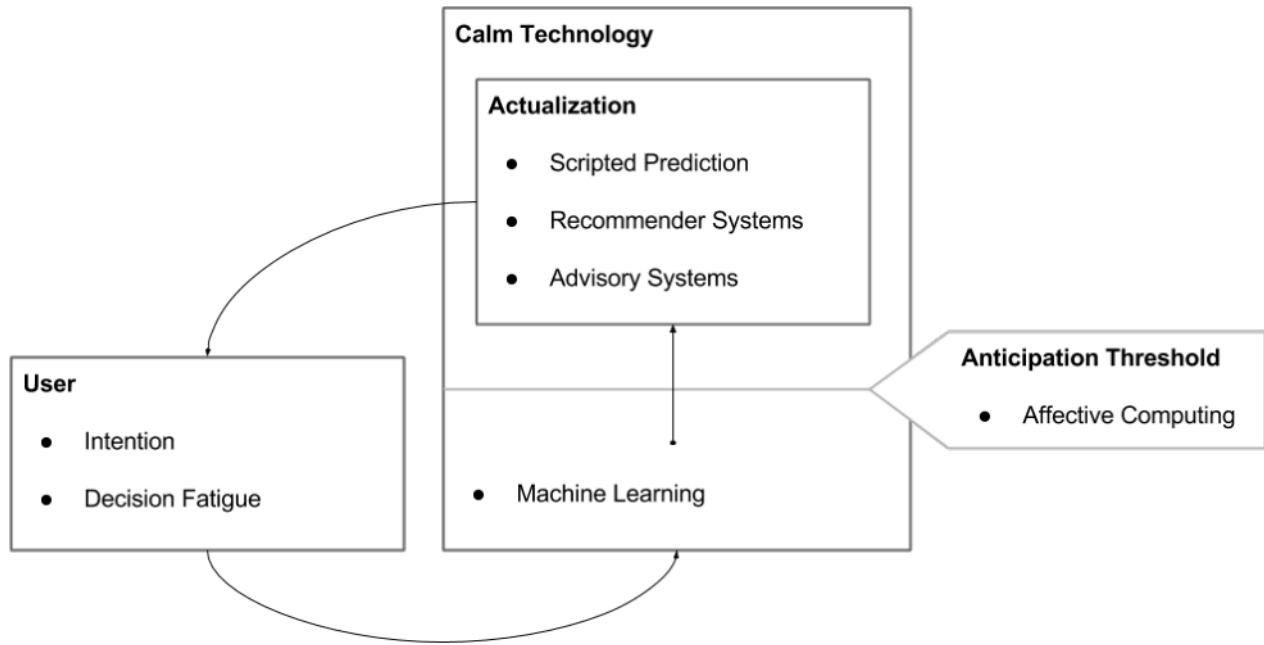 Calm Technology
Actualization
● Scripted Prediction
● Recommender Systems
● Advisory Systems
User
● Intention
● Decision Fatigue
Anticipation Threshold
● Affective Computing
● Machine Learning